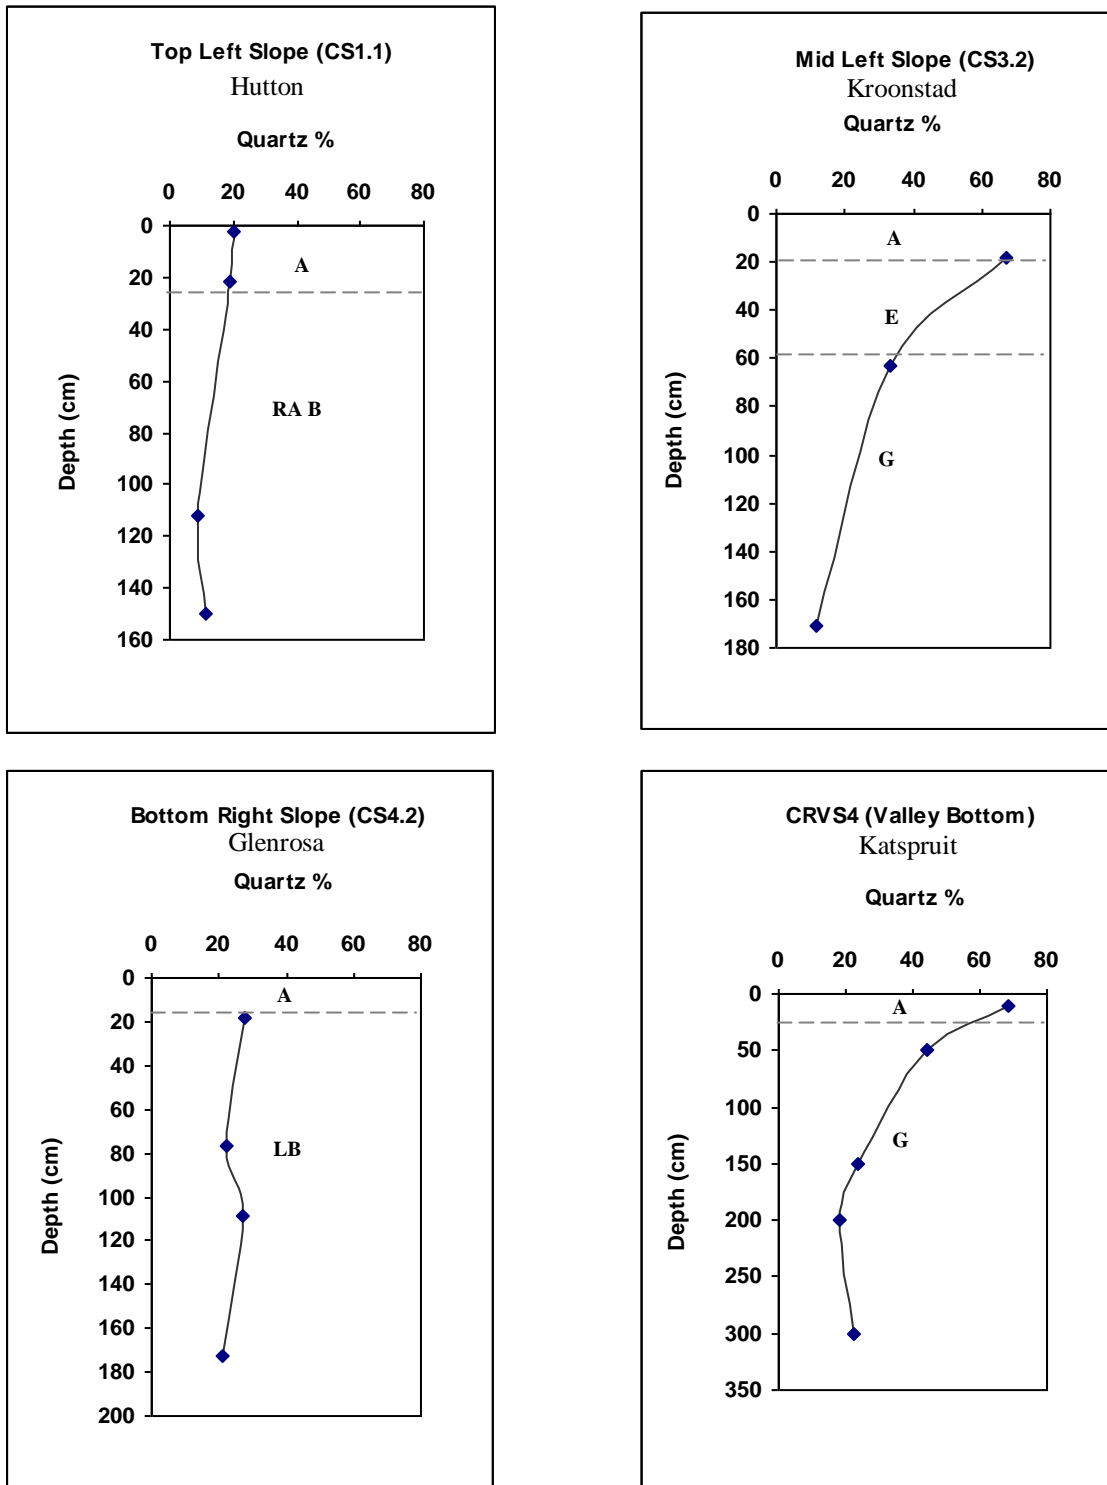 Top Left Slope (CS1.1)
Hutton
Quartz %
0 20 40 60 80
0
20
40
60
80
100
120
140
160
Depth (cm)
A
RA B
Mid Left Slope (CS3.2)
Kroonstad
Quartz %
0 20 40 60 80
0
20
40
60
80
100
120
140
160
180
Depth (cm)
A
E
G
Bottom Right Slope (CS4.2)
Glenrosa
Quartz %
0 20 40 60 80
0
20
40
60
80
100
120
140
160
180
200
Depth (cm)
A
LB
CRVS4 (Valley Bottom)
Katspruit
Quartz %
0 20 40 60 80
0
50
100
150
200
250
300
350
Depth (cm)
A
G